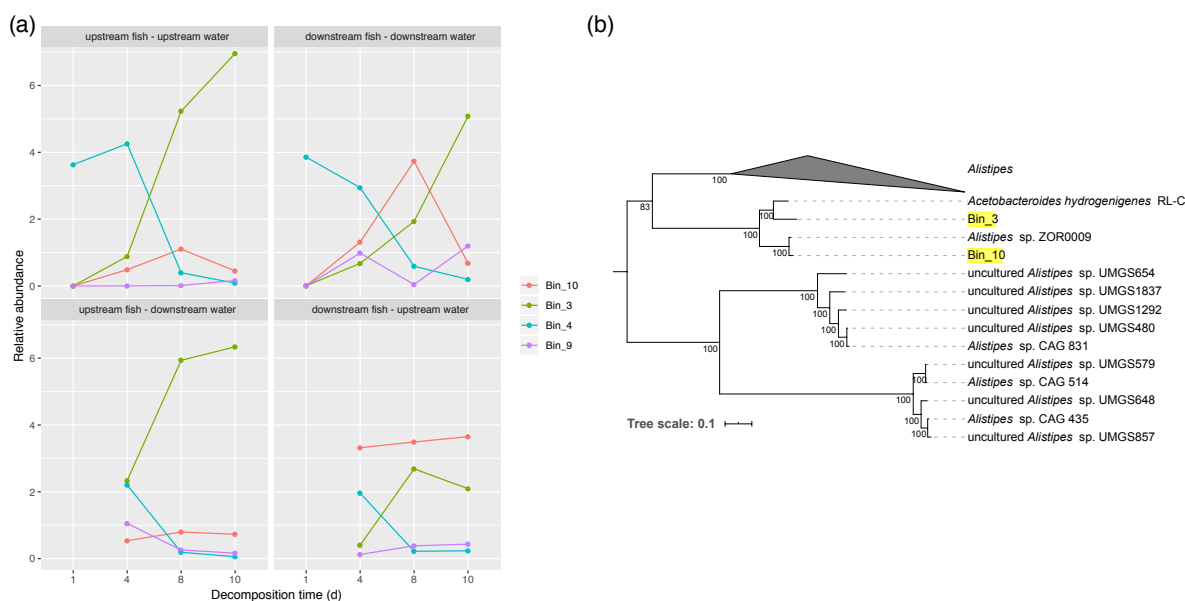 (a)
upstream fish - upstream water
downstream fish - downstream water
6
4
2
0
upstream fish - downstream water
downstream fish - upstream water
6
4
2
0
1
4
8
10
1
4
8
10
Relative abundance
Decomposition time (d)
Bin_10
Bin_3
Bin_4
Bin_9
(b)
Alistipes
100
83
Acetobacteroides hydrogenigenes RL-C
100
Bin_3
100
Alistipes sp. ZOR0009
100
Bin_10
uncultured Alistipes sp. UMGS654
100
uncultured Alistipes sp. UMGS1837
100
uncultured Alistipes sp. UMGS1292
100
uncultured Alistipes sp. UMGS480
100
Alistipes sp. CAG 831
100
uncultured Alistipes sp. UMGS579
100
Alistipes sp. CAG 514
100
uncultured Alistipes sp. UMGS648
100
Alistipes sp. CAG 435
100
uncultured Alistipes sp. UMGS857
Tree scale: 0.1